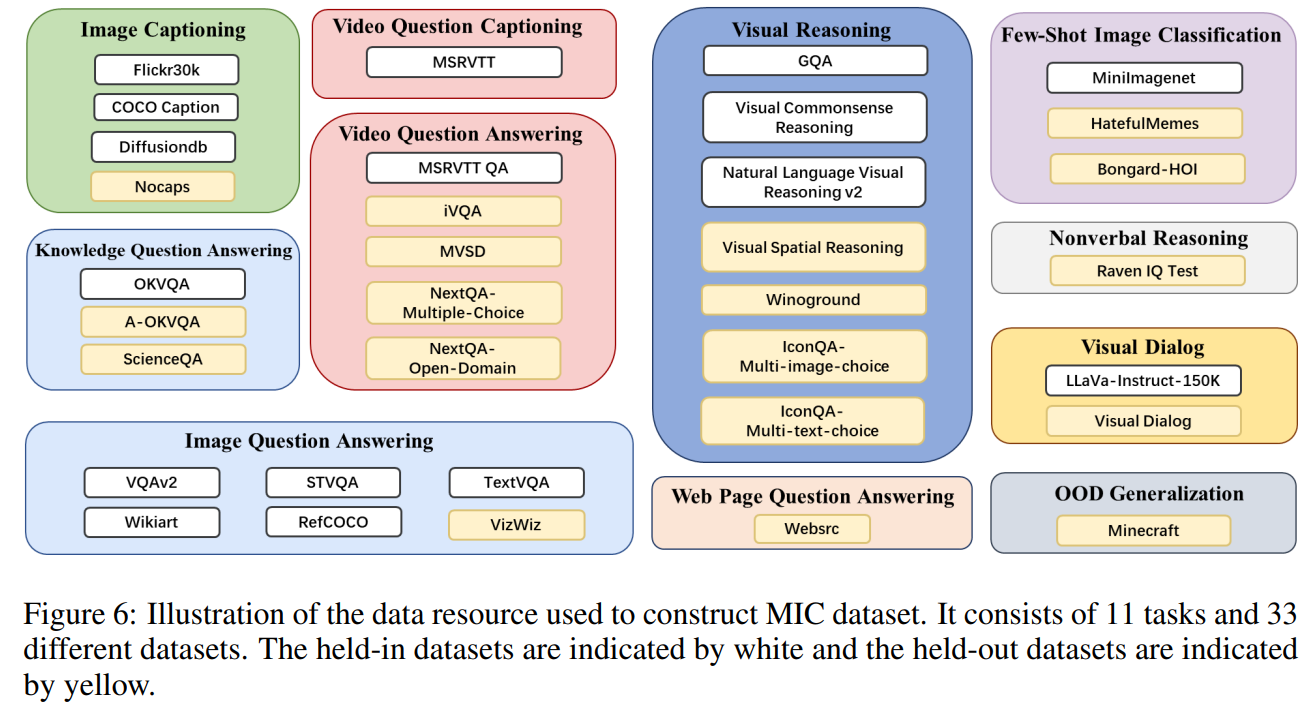 Image Captioning
Flickr30k
COCO Caption
Diffusiondb
Nocaps
Knowledge Question Answering
OKVQA
A-OKVQA
ScienceQA
Video Question Captioning
MSRVTT
Video Question Answering
MSRVTT QA
iVQA
MVSD
NextQA-
Multiple-Choice
NextQA-
Open-Domain
Image Question Answering
VQAv2
STVQA
TextVQA
Wikiart
RefCOCO
VizWiz
Visual Reasoning
GQA
Visual Commonsense
Reasoning
Natural Language Visual
Reasoning v2
Visual Spatial Reasoning
Winoground
IconQA-
Multi-image-choice
IconQA-
Multi-text-choice
Web Page Question Answering
Websrc
Few-Shot Image Classification
MiniImagenet
HatefulMemes
Bongard-HOI
Nonverbal Reasoning
Raven IQ Test
Visual Dialog
LLaVa-Instruct-150K
Visual Dialog
OOD Generalization
Minecraft
Figure 6: Illustration of the data resource used to construct MIC dataset. It consists of 11 tasks and 33
different datasets. The held-in datasets are indicated by white and the held-out datasets are indicated
by yellow.